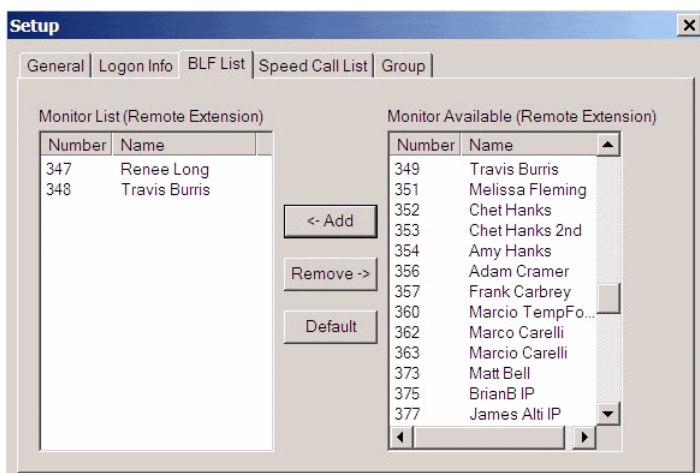 Setup
General Logon Info BLF List Speed Call List Group
Monitor List (Remote Extension)
Number Name
347 Renee Long
348 Travis Burris
<- Add
Remove ->
Default
Monitor Available (Remote Extension)
Number Name
349 Travis Burris
351 Melissa Fleming
352 Chet Hanks
353 Chet Hanks 2nd
354 Amy Hanks
356 Adam Cramer
357 Frank Carbrey
360 Marcio TempFo...
362 Marco Carelli
363 Marcio Carelli
373 Matt Bell
375 BrianB IP
377 James Alti IP